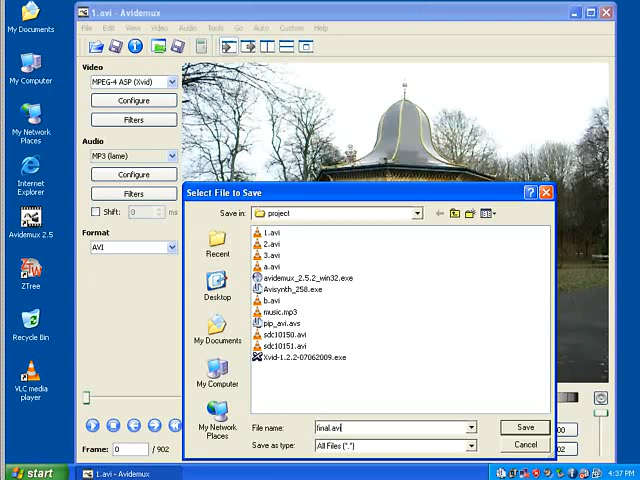 My Documents
My Computer
My Network
Places
Internet
Explorer
Avidemux 2.5
ZTree
Recycle Bin
VLC media
player
1.avi - Avidemux
File Edit View Video Audio Tools Go Auto Custom Help
Video
MPEG-4 ASP (Xvid)
Configure
Filters
Audio
MP3 (lame)
Configure
Filters
Shift: 0 ms
Format
AVI
Frame: 0 / 902
Select File to Save
Save in: project
Recent
Desktop
My Documents
My Computer
My Network
Places
1.avi
2.avi
3.avi
a.avi
avidemux_2.5.2_win32.exe
Avisynth_258.exe
b.avi
music.mp3
pip_avi.avs
sdc10150.avi
sdc10151.avi
Xvid-1.2.2-07062009.exe
File name: final.avi
Save
Save as type: All Files (*.*)
Cancel
00
02
start
1.avi - Avidemux
4:37 PM